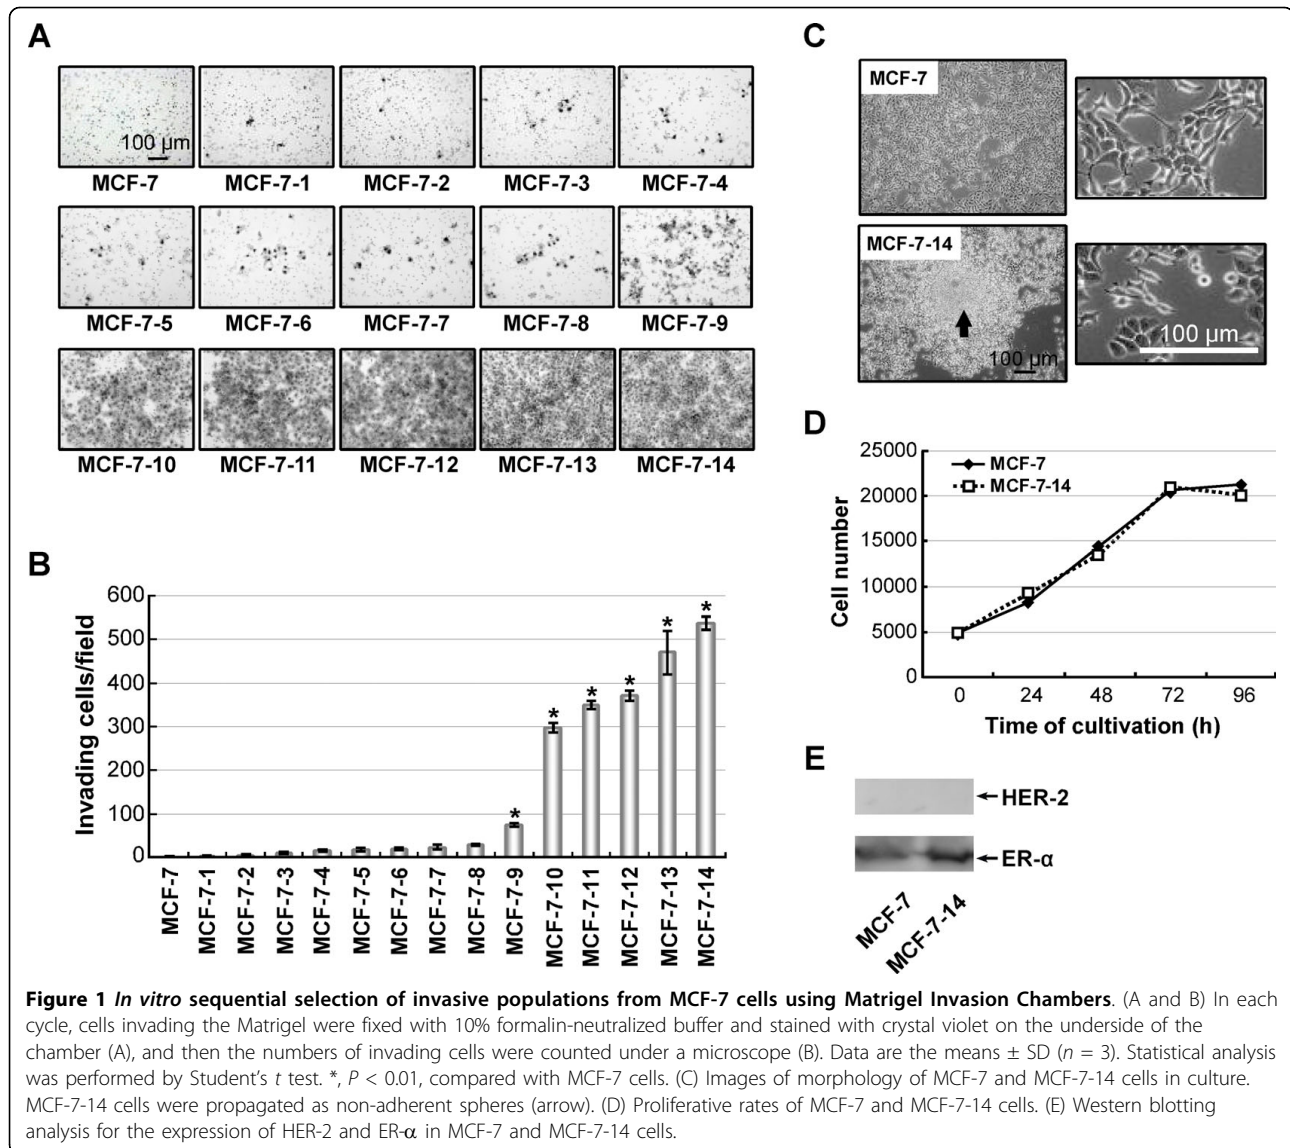 A
100 µm
MCF-7 MCF-7-1 MCF-7-2 MCF-7-3 MCF-7-4
MCF-7-5 MCF-7-6 MCF-7-7 MCF-7-8 MCF-7-9
MCF-7-10 MCF-7-11 MCF-7-12 MCF-7-13 MCF-7-14
B
Invading cells/field
600
500
400
300
200
100
0
* * * * * *
MCF-7 MCF-7-1 MCF-7-2 MCF-7-3 MCF-7-4 MCF-7-5 MCF-7-6 MCF-7-7 MCF-7-8 MCF-7-9 MCF-7-10 MCF-7-11 MCF-7-12 MCF-7-13 MCF-7-14
C
MCF-7
MCF-7-14
100 µm
100 µm
D
Cell number
25000
20000
15000
10000
5000
0
MCF-7
MCF-7-14
0 24 48 72 96
Time of cultivation (h)
E
HER-2
ER-α
MCF-7
MCF-7-14
Figure 1 In vitro sequential selection of invasive populations from MCF-7 cells using Matrigel Invasion Chambers. (A and B) In each
cycle, cells invading the Matrigel were fixed with 10% formalin-neutralized buffer and stained with crystal violet on the underside of the
chamber (A), and then the numbers of invading cells were counted under a microscope (B). Data are the means ± SD (n = 3). Statistical analysis
was performed by Student's t test. *, P < 0.01, compared with MCF-7 cells. (C) Images of morphology of MCF-7 and MCF-7-14 cells in culture.
MCF-7-14 cells were propagated as non-adherent spheres (arrow). (D) Proliferative rates of MCF-7 and MCF-7-14 cells. (E) Western blotting
analysis for the expression of HER-2 and ER-α in MCF-7 and MCF-7-14 cells.